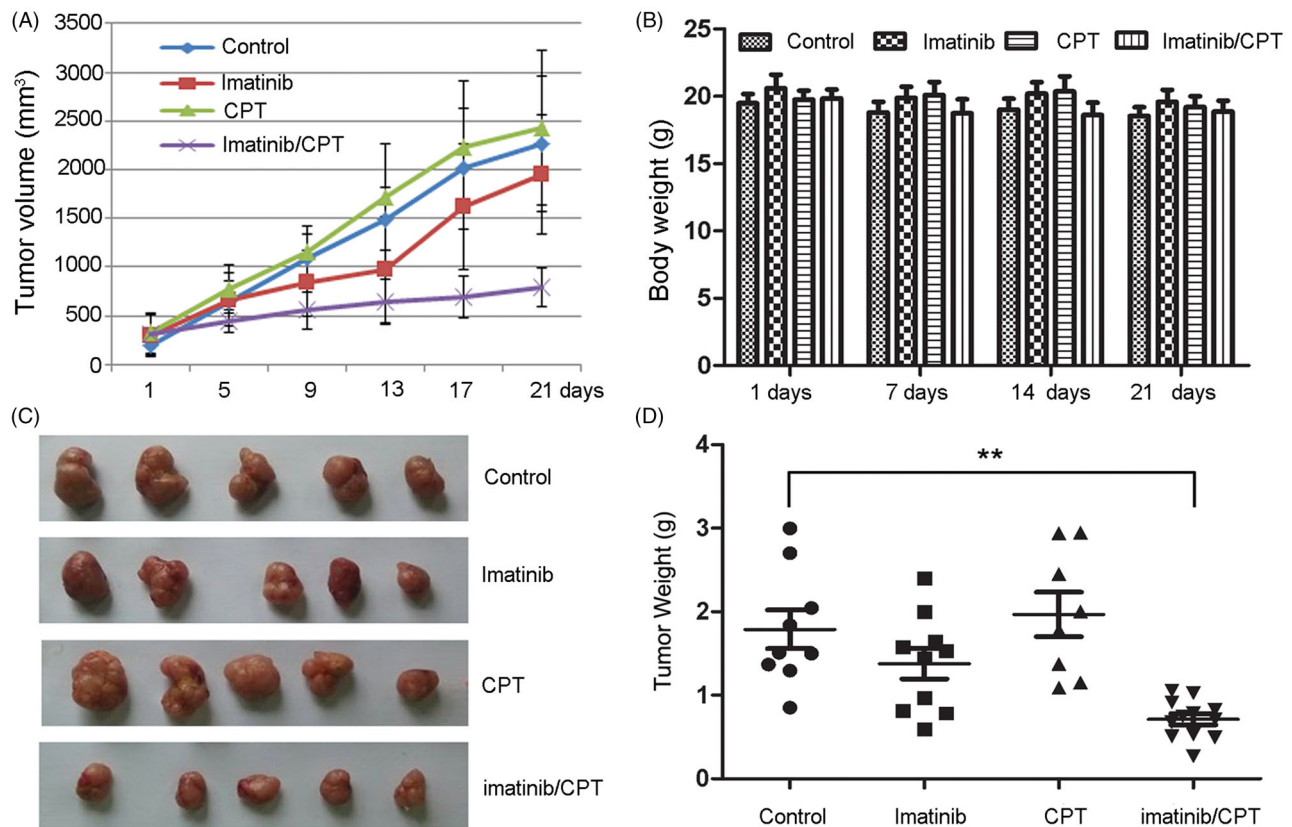 (A)
Tumor volume (mm³)
3500
3000
2500
2000
1500
1000
500
0
Control
Imatinib
CPT
Imatinib/CPT
1 5 9 13 17 21 days
(B)
Body weight (g)
25
20
15
10
5
0
Control Imatinib CPT Imatinib/CPT
1 days 7 days 14 days 21 days
(C)
Control
Imatinib
CPT
imatinib/CPT
(D)
Tumor Weight (g)
4
3
2
1
0
**
Control Imatinib CPT imatinib/CPT